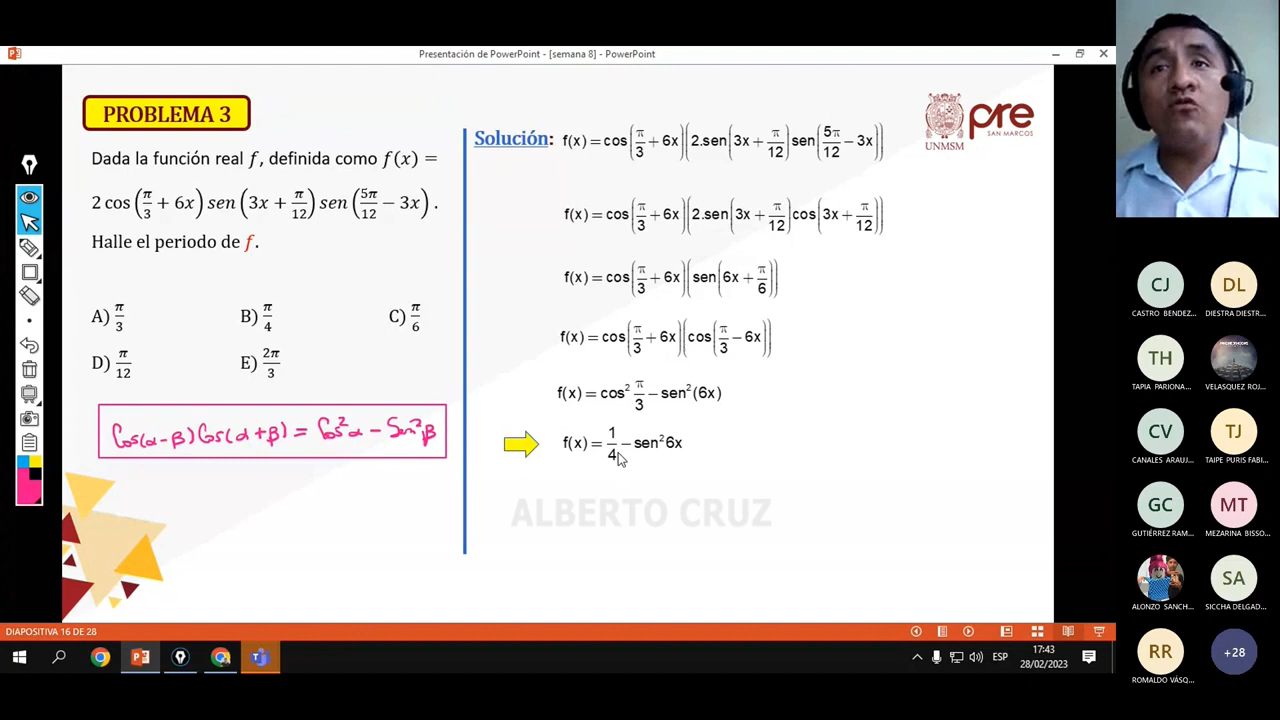 Presentación de PowerPoint - [semana 8] - PowerPoint
PROBLEMA 3
Dada la función real f, definida como f(x) =
2 cos(π/3 + 6x) sen(3x + π/12) sen(5π/12 − 3x).
Halle el periodo de f.
A) π/3 B) π/4 C) π/6
D) π/12 E) 2π/3
Cos(α-β)Cos(α+β) = Cos²α - Sen²β
Solución: f(x) = cos(π/3 + 6x)(2.sen(3x + π/12)sen(5π/12 − 3x))
f(x) = cos(π/3 + 6x)(2.sen(3x + π/12)cos(3x + π/12))
f(x) = cos(π/3 + 6x)(sen(6x + π/6))
f(x) = cos(π/3 + 6x)(cos(π/3 − 6x))
f(x) = cos² π/3 − sen²(6x)
f(x) = 1/4 − sen²6x
ALBERTO CRUZ
UNMSM
pre
SAN MARCOS
CJ
CASTRO BENDEZ...
DL
DIESTRA DIESTR...
TH
TAPIA PARIONA...
VELASQUEZ ROJ...
CV
CANALES ARAUJ...
TJ
TAIPE PURIS FABI...
GC
GUTIÉRREZ RAM...
MT
MEZARINA BISSO...
ALONZO SANCH...
SA
SICCHA DELGAD...
RR
ROMALDO VÁSQ...
+28
DIAPOSITIVA 16 DE 28
ESP
17:43
28/02/2023